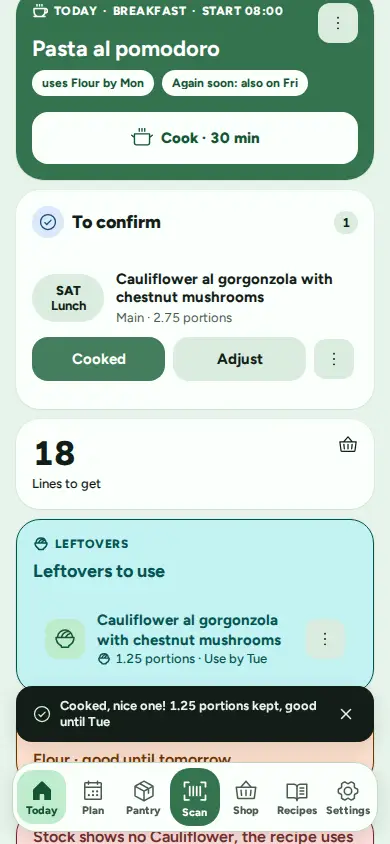 TODAY · BREAKFAST · START 08:00
Pasta al pomodoro
uses Flour by Mon
Again soon: also on Fri
Cook · 30 min
To confirm
1
SAT
Lunch
Cauliflower al gorgonzola with
chestnut mushrooms
Main · 2.75 portions
Cooked
Adjust
18
Lines to get
LEFTOVERS
Leftovers to use
Cauliflower al gorgonzola
with chestnut mushrooms
1.25 portions · Use by Tue
Cooked, nice one! 1.25 portions kept, good
until Tue
Flour · good until tomorrow
Today
Plan
Pantry
Scan
Shop
Recipes
Settings
Stock shows no Cauliflower, the recipe uses